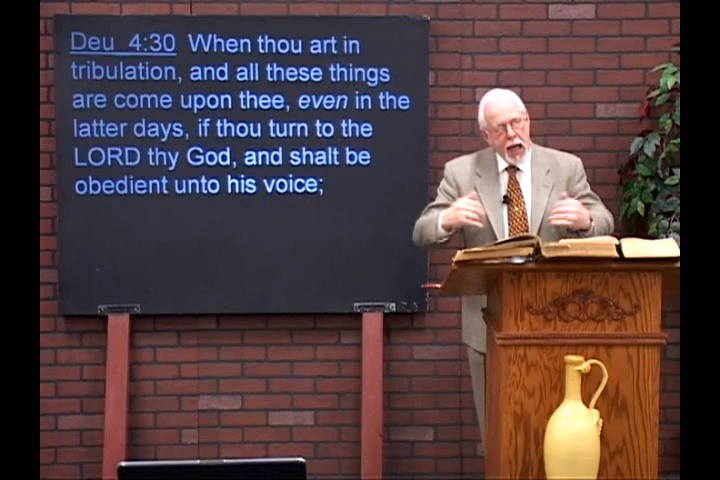 Deu 4:30 When thou art in
tribulation, and all these things
are come upon thee, even in the
latter days, if thou turn to the
LORD thy God, and shalt be
obedient unto his voice;